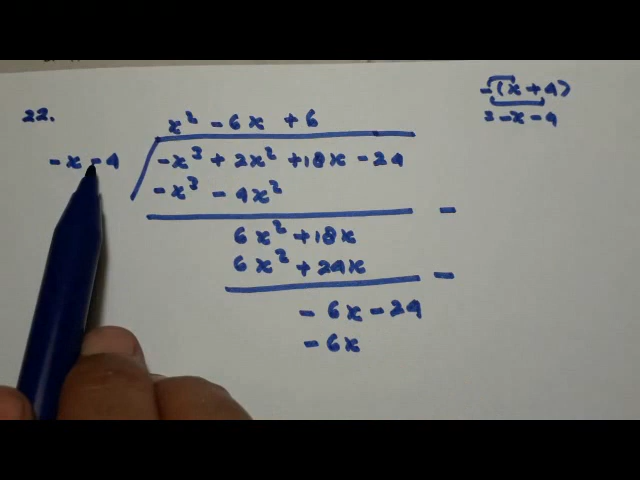 -(x + 4)
= -x - 4
22.
x² - 6x + 6
-x - 4 -x³ + 2x² + 18x - 24
-x³ - 4x²
-
6x² + 18x
6x² + 24x
-
- 6x - 24
- 6x